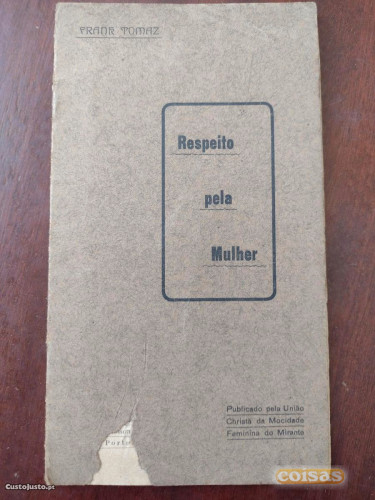 FRANK TOMAZ
Respeito
pela
Mulher
Publicado pela União
Christã da Mocidade
Feminina do Mirante
CustoJusto.pt
coisas